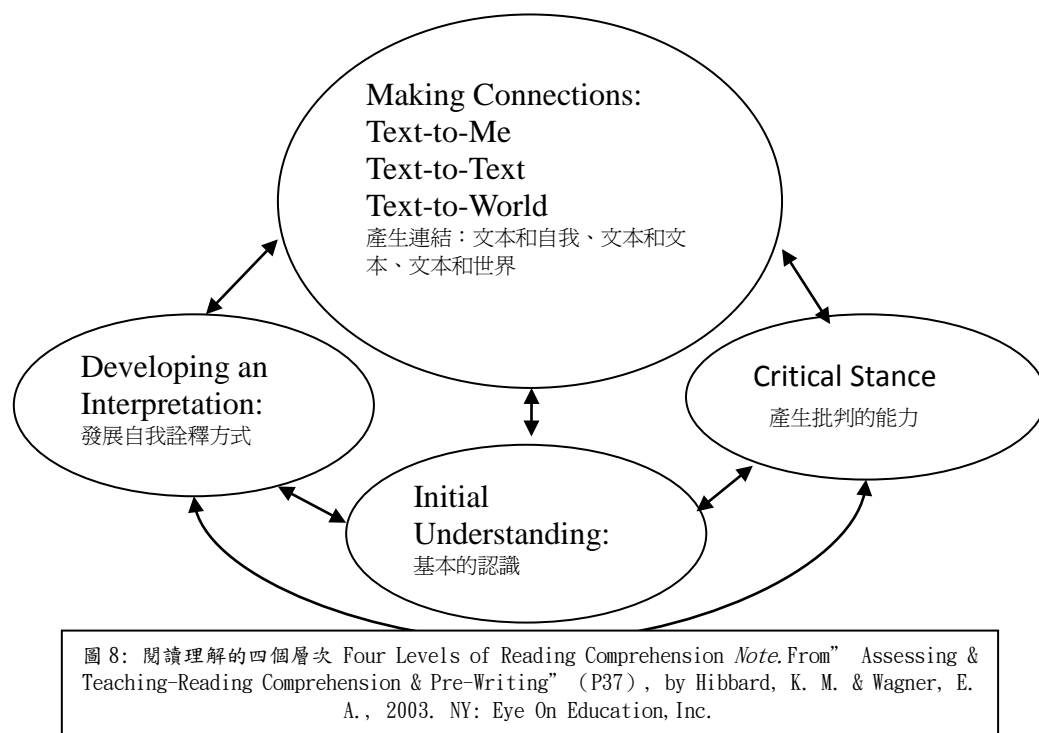 Making Connections:
Text-to-Me
Text-to-Text
Text-to-World
產生連結：文本和自我、文本和文
本、文本和世界
Developing an
Interpretation:
發展自我詮釋方式
Critical Stance
產生批判的能力
Initial
Understanding:
基本的認識
圖 8: 閱讀理解的四個層次 Four Levels of Reading Comprehension Note.From” Assessing &
Teaching-Reading Comprehension & Pre-Writing” （P37）, by Hibbard, K. M. & Wagner, E.
A., 2003. NY: Eye On Education,Inc.